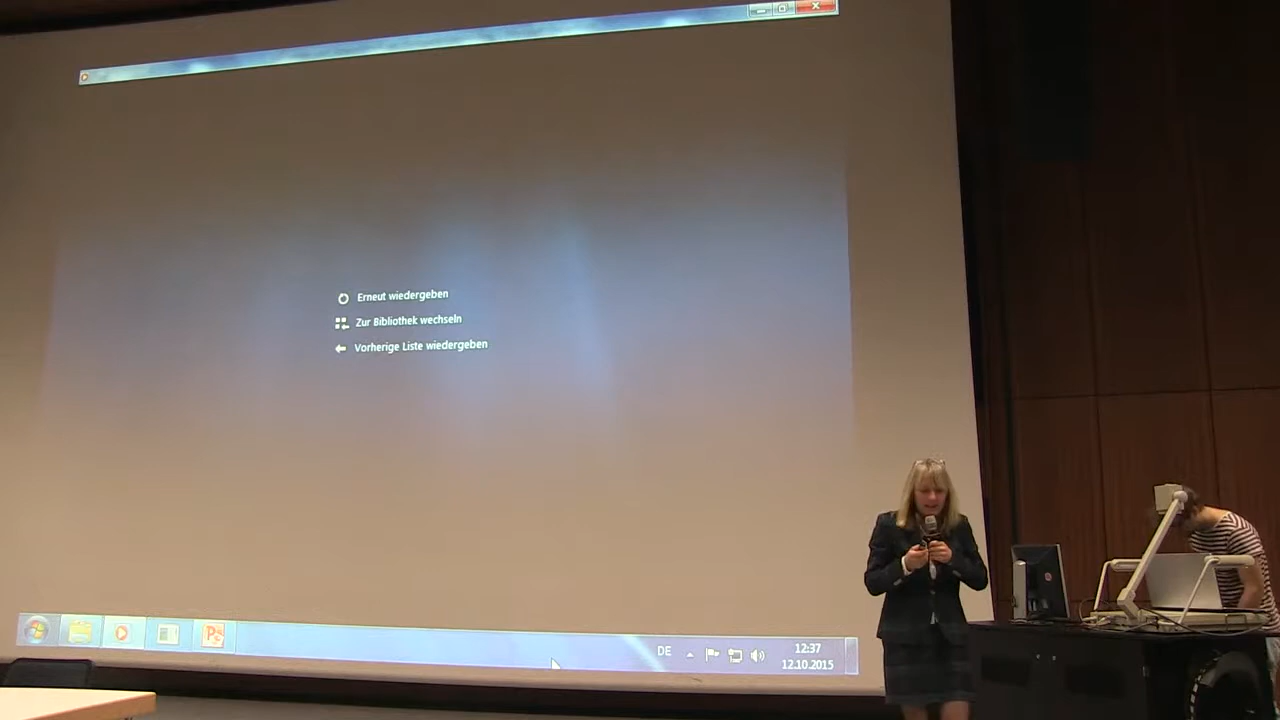 Erneut wiedergeben
Zur Bibliothek wechseln
Vorherige Liste wiedergeben
DE
12:37
12.10.2015